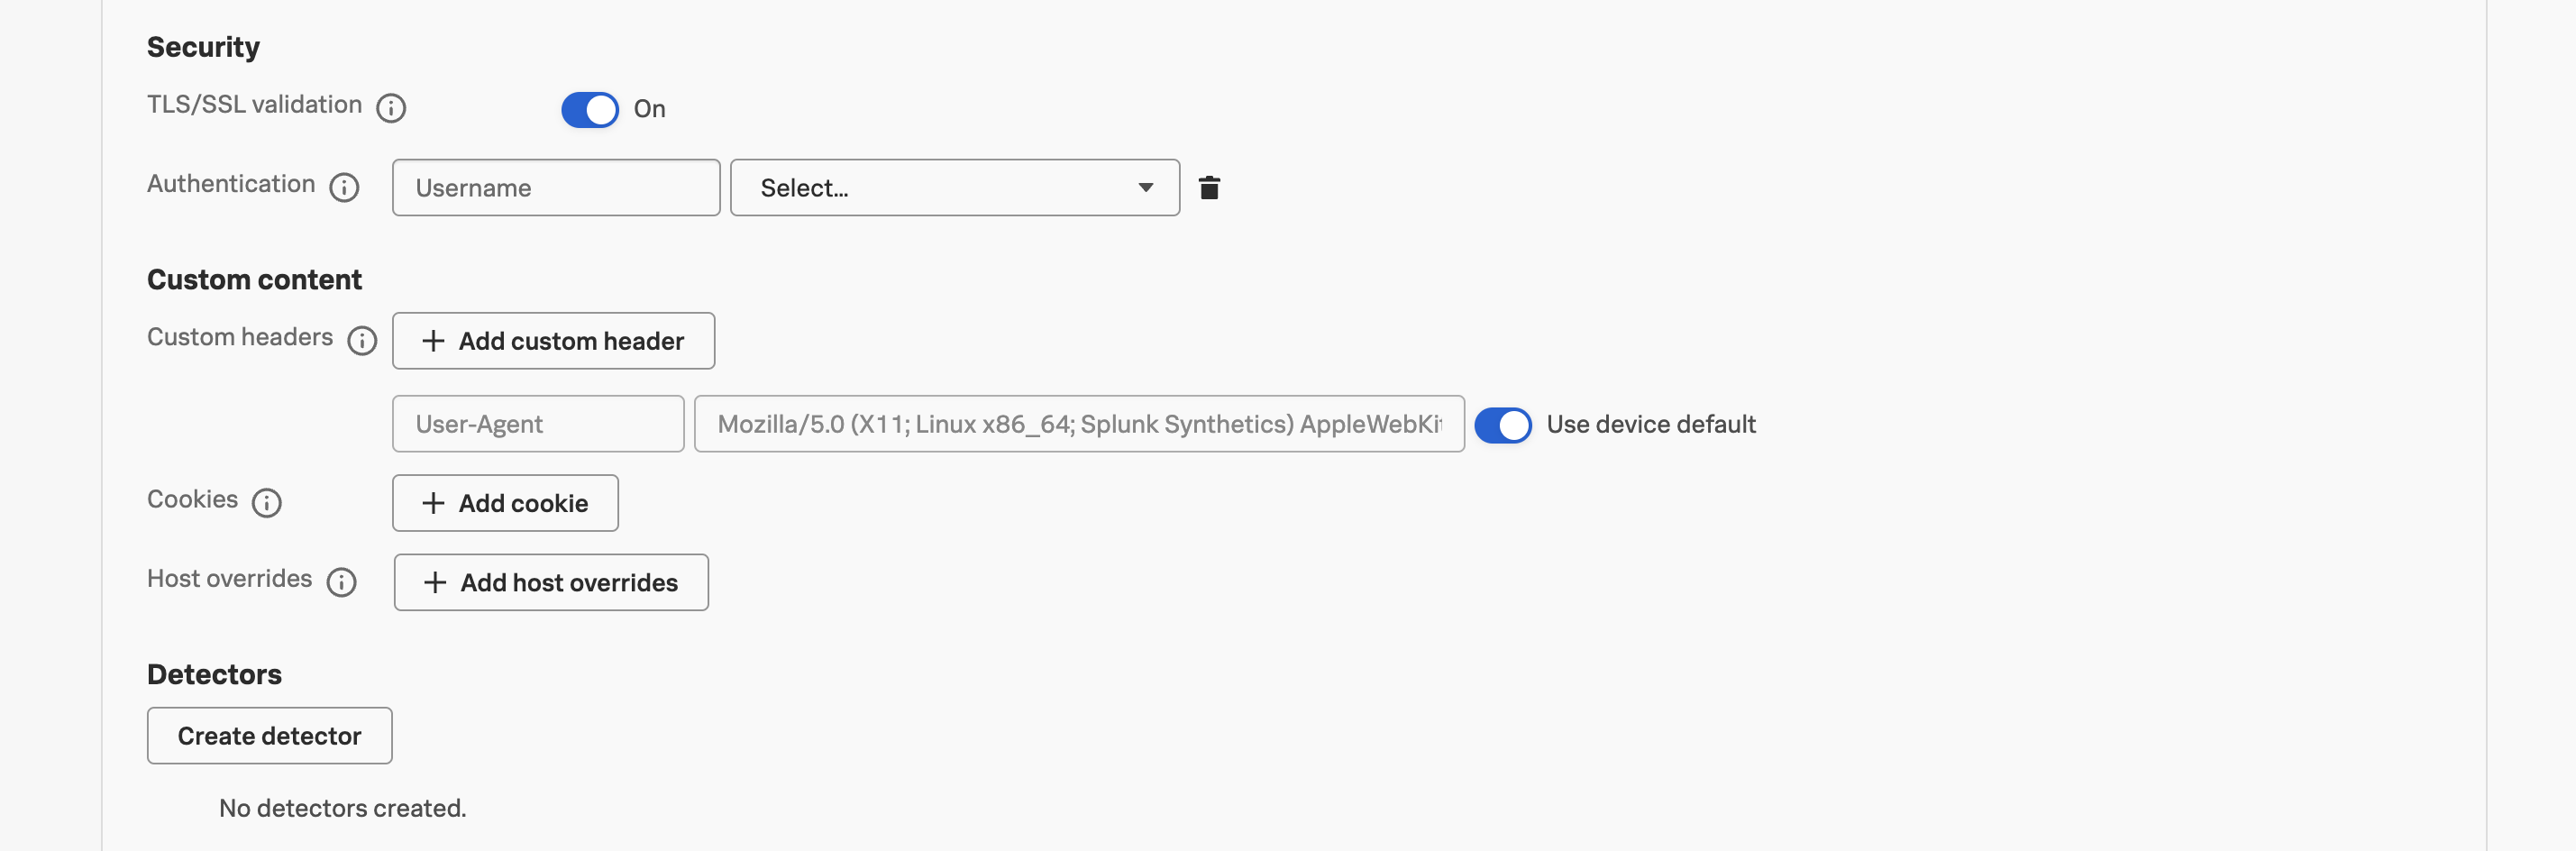 Security
TLS/SSL validation On
Authentication Username Select...
Custom content
Custom headers + Add custom header
User-Agent Mozilla/5.0 (X11; Linux x86_64; Splunk Synthetics) AppleWebKit Use device default
Cookies + Add cookie
Host overrides + Add host overrides
Detectors
Create detector
No detectors created.